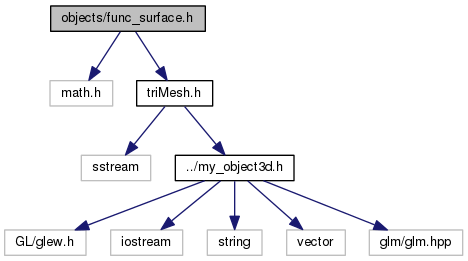 objects/func_surface.h
math.h
triMesh.h
sstream
../my_object3d.h
GL/glew.h
iostream
string
vector
glm/glm.hpp